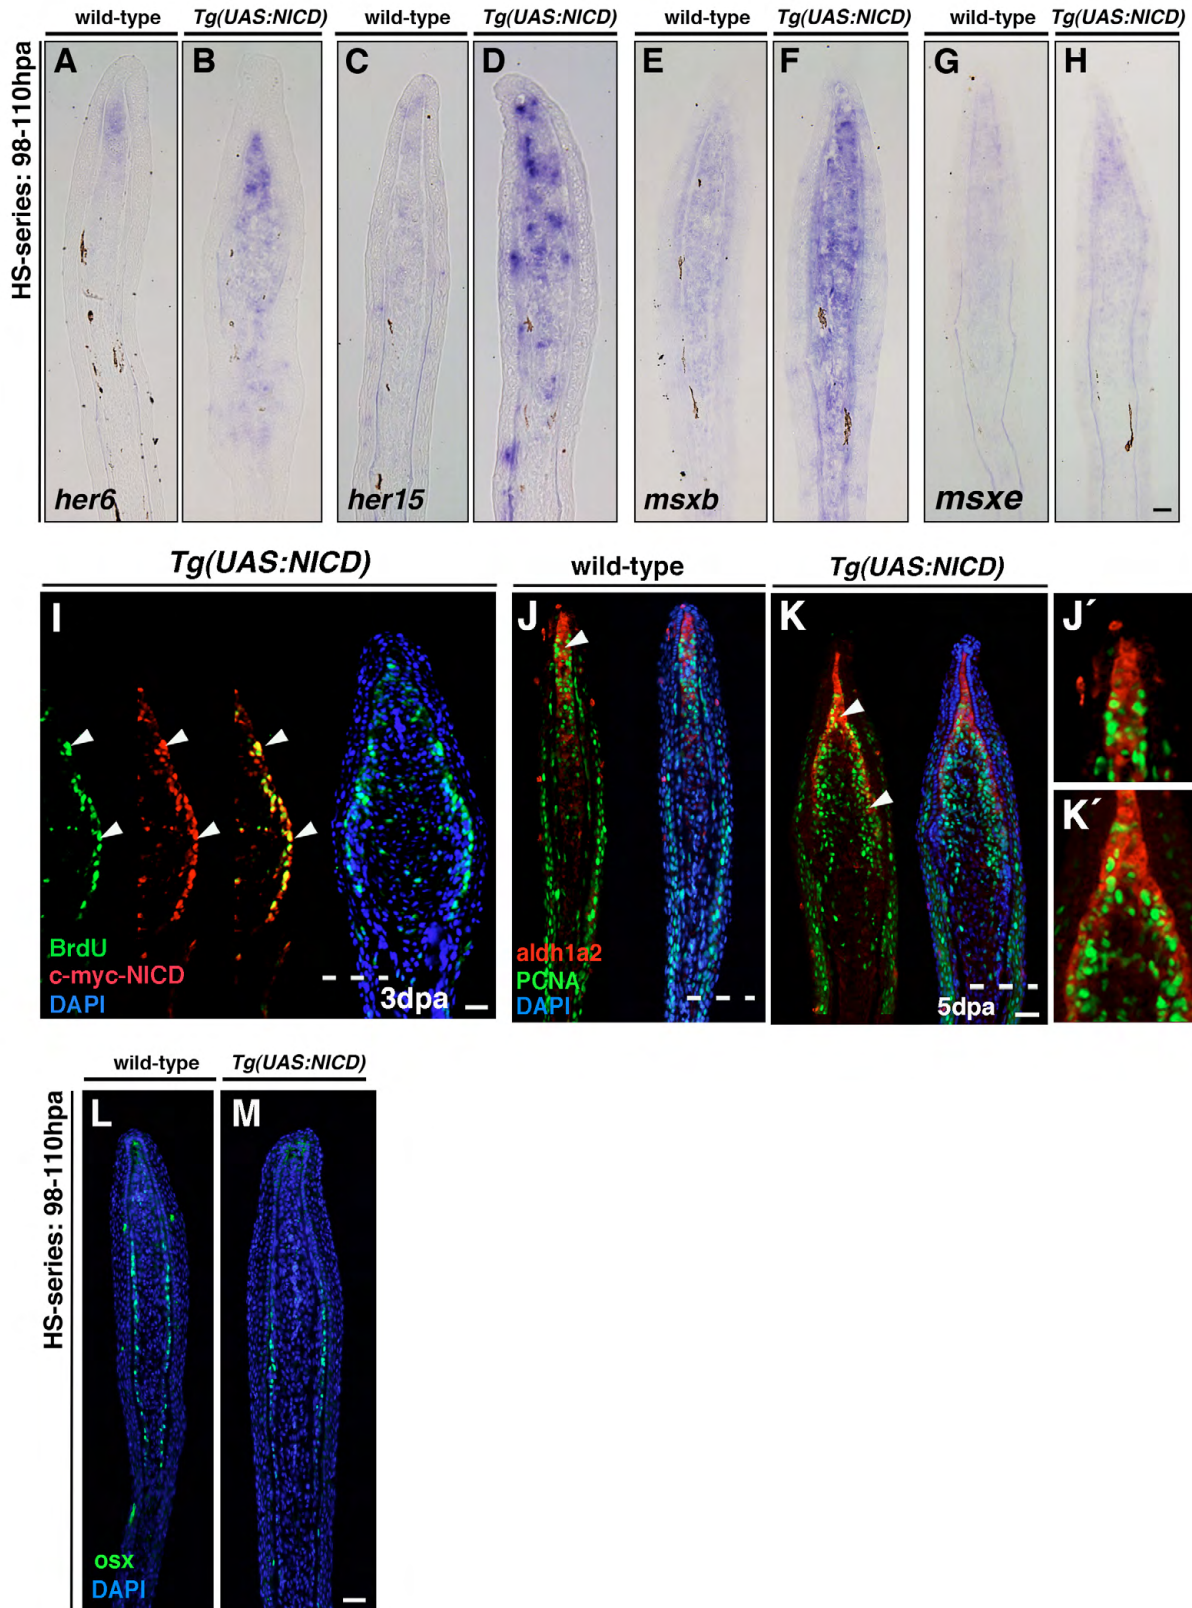 wild-type Tg(UAS:NICD) wild-type Tg(UAS:NICD) wild-type Tg(UAS:NICD) wild-type Tg(UAS:NICD)
HS-series: 98-110hpa
A B C D E F G H
her6 her15 msxb msxe
Tg(UAS:NICD) wild-type Tg(UAS:NICD)
I J K J´
K´
BrdU
c-myc-NICD
DAPI
3dpa
aldh1a2
PCNA
DAPI
5dpa
wild-type Tg(UAS:NICD)
HS-series: 98-110hpa
L M
osx
DAPI